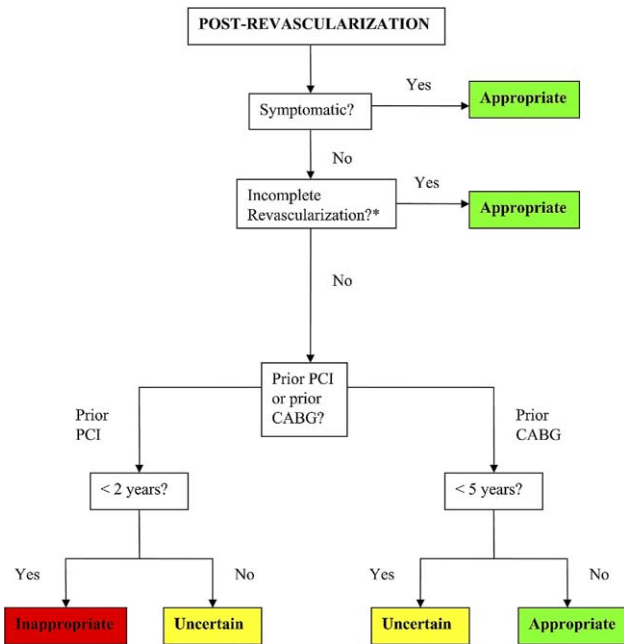 POST-REVASCULARIZATION
Yes
Symptomatic?
Appropriate
No
Incomplete
Revascularization?*
Yes
Appropriate
No
Prior PCI
or prior
CABG?
Prior
PCI
Prior
CABG
< 2 years?
< 5 years?
Yes
No
Yes
No
Inappropriate
Uncertain
Uncertain
Appropriate